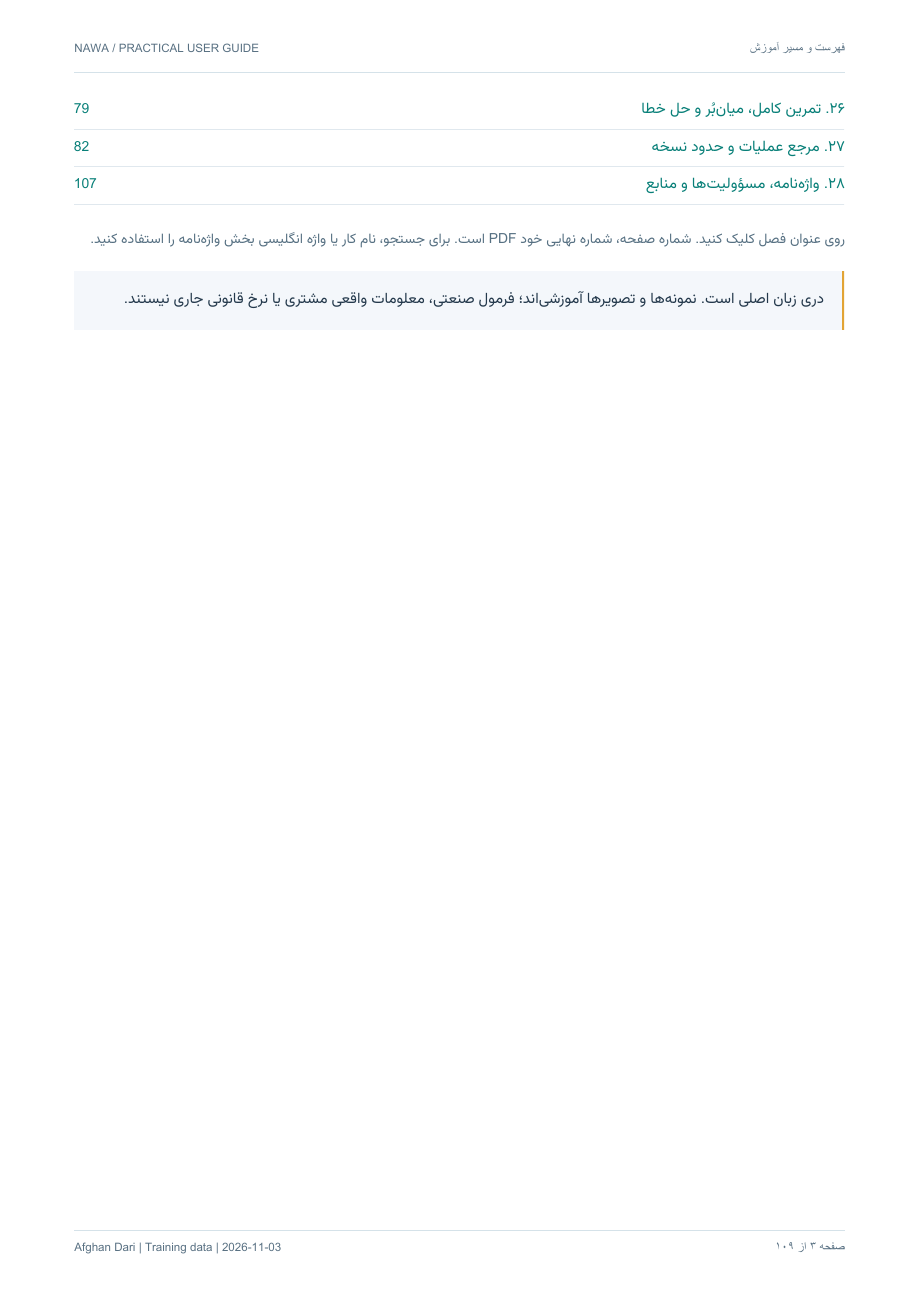 NAWA / PRACTICAL USER GUIDE
فهرست و مسیر آموزش
۲۶. تمرین کامل، میان‌بُر و حل خطا 79
۲۷. مرجع عملیات و حدود نسخه 82
۲۸. واژه‌نامه، مسؤولیت‌ها و منابع 107
روی عنوان فصل کلیک کنید. شماره صفحه، شماره نهایی خود PDF است. برای جستجو، نام کار یا واژه انگلیسی بخش واژه‌نامه را استفاده کنید.
دری زبان اصلی است. نمونه‌ها و تصویرها آموزشی‌اند؛ فرمول صنعتی، معلومات واقعی مشتری یا نرخ قانونی جاری نیستند.
Afghan Dari | Training data | 2026-11-03
صفحه ۳ از ۱۰۹